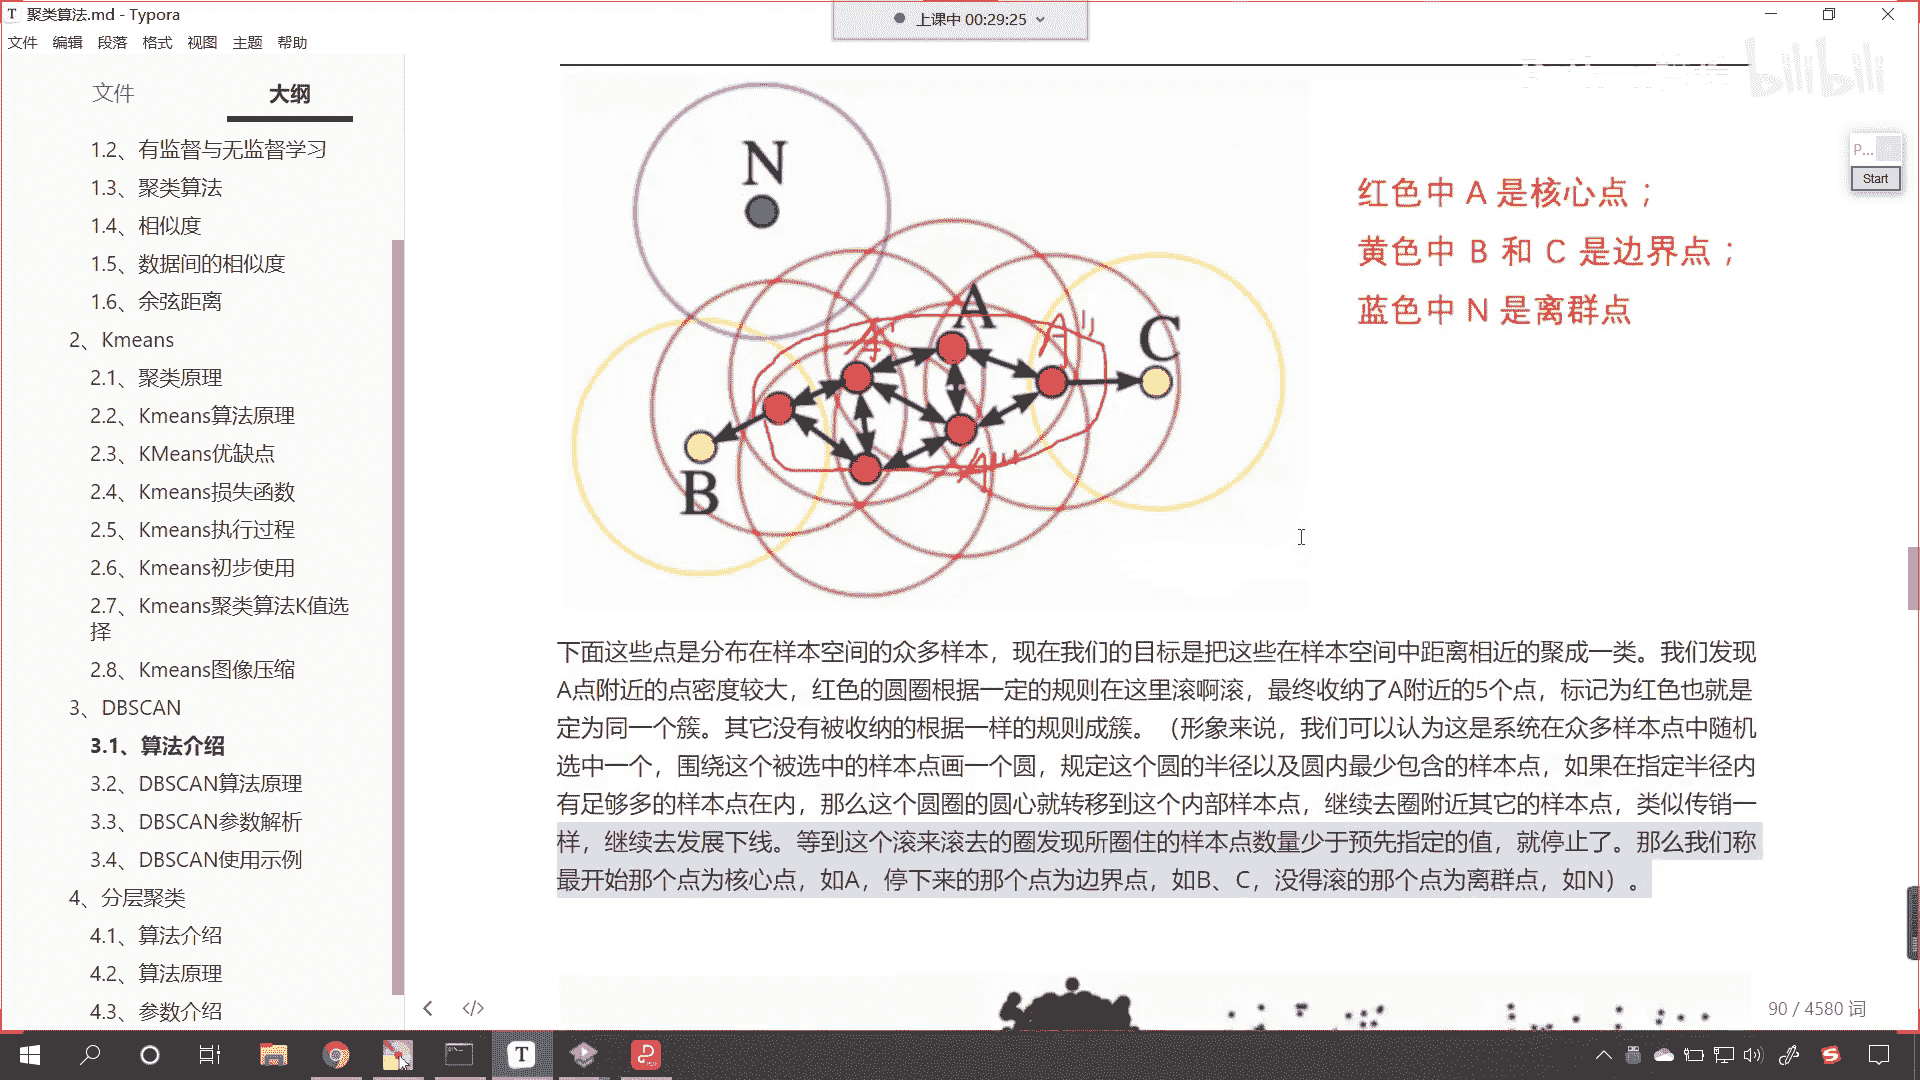 聚类算法.md - Typora
上课中 00:29:25
文件 编辑 段落 格式 视图 主题 帮助
bilibili
文件 大纲
1.2、有监督与无监督学习
1.3、聚类算法
1.4、相似度
1.5、数据间的相似度
1.6、余弦距离
2、Kmeans
2.1、聚类原理
2.2、Kmeans算法原理
2.3、KMeans优缺点
2.4、Kmeans损失函数
2.5、Kmeans执行过程
2.6、Kmeans初步使用
2.7、Kmeans聚类算法K值选
择
2.8、Kmeans图像压缩
3、DBSCAN
3.1、算法介绍
3.2、DBSCAN算法原理
3.3、DBSCAN参数解析
3.4、DBSCAN使用示例
4、分层聚类
4.1、算法介绍
4.2、算法原理
4.3、参数介绍
N
A
C
B
红色中 A 是核心点；
黄色中 B 和 C 是边界点；
蓝色中 N 是离群点
P...
Start
下面这些点是分布在样本空间的众多样本，现在我们的目标是把这些在样本空间中距离相近的聚成一类。我们发现
A点附近的点密度较大，红色的圆圈根据一定的规则在这里滚啊滚，最终收纳了A附近的5个点，标记为红色也就是
定为同一个簇。其它没有被收纳的根据一样的规则成簇。（形象来说，我们可以认为这是系统在众多样本点中随机
选中一个，围绕这个被选中的样本点画一个圆，规定这个圆的半径以及圆内最少包含的样本点，如果在指定半径内
有足够多的样本点在内，那么这个圆圈的圆心就转移到这个内部样本点，继续去圈附近其它的样本点，类似传销一
样，继续去发展下线。等到这个滚来滚去的圈发现所圈住的样本点数量少于预先指定的值，就停止了。那么我们称
最开始那个点为核心点，如A，停下来的那个点为边界点，如B、C，没得滚的那个点为离群点，如N）。
90 / 4580 词